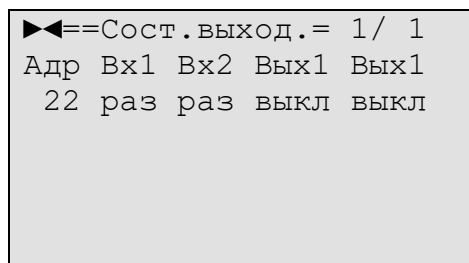 ►◄==Сост.выход.= 1/ 1
Адр Вх1 Вх2 Вых1 Вых1
22 раз раз выкл выкл